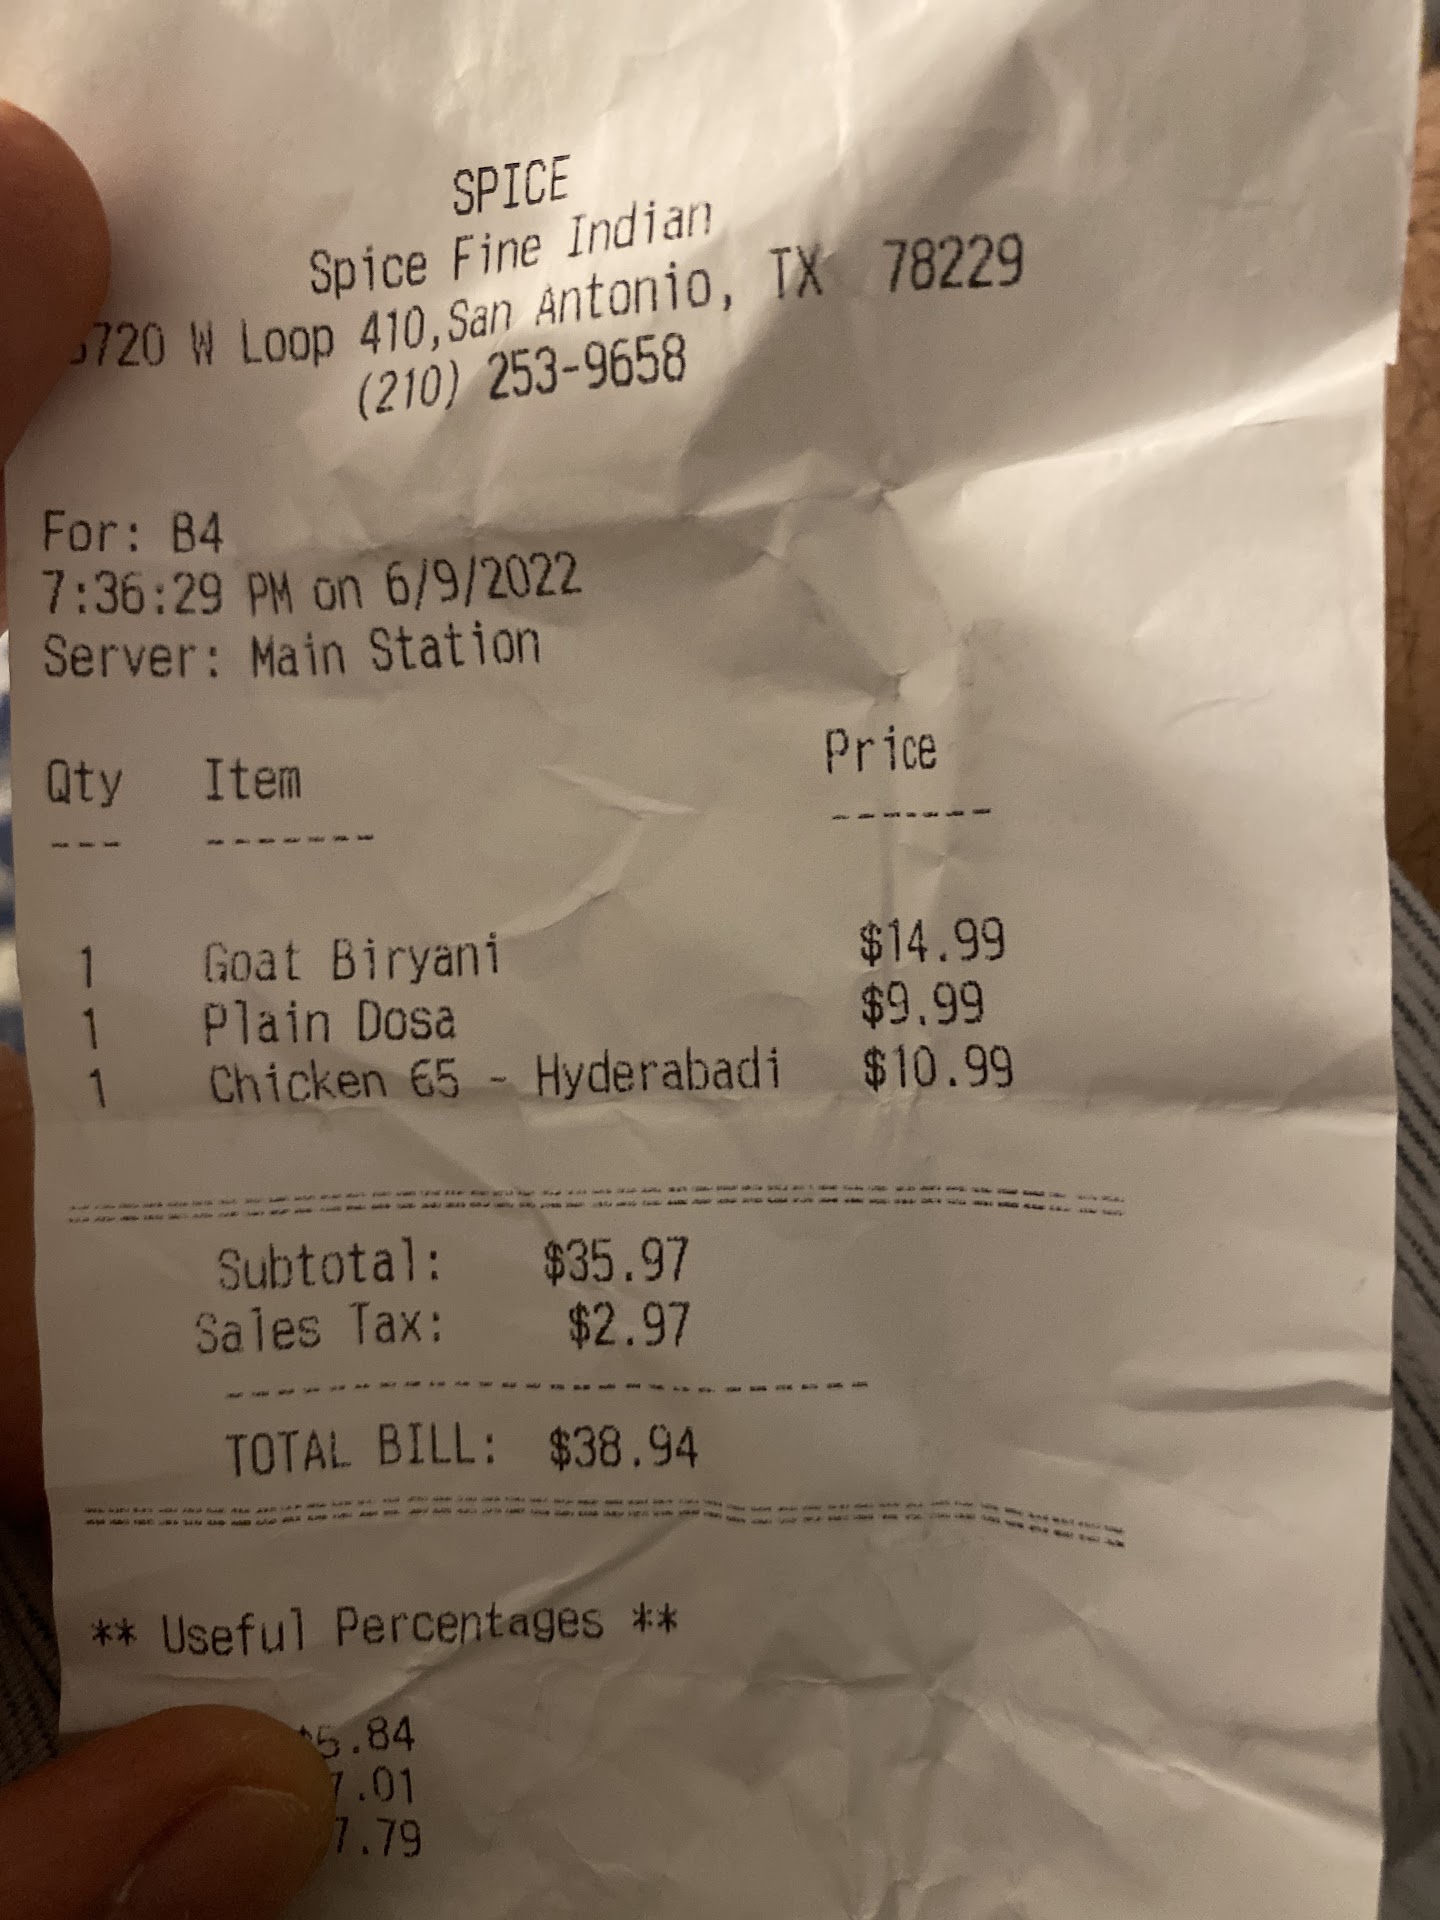 SPICE
Spice Fine Indian
W Loop 410,San Antonio, TX 78229
(210) 253-9658
For: B4
7:36:29 PM on 6/9/2022
Server: Main Station
Qty Item Price
--- ------- -------
1 Goat Biryani $14.99
1 Plain Dosa $9.99
1 Chicken 65 - Hyderabadi $10.99
Subtotal: $35.97
Sales Tax: $2.97
TOTAL BILL: $38.94
** Useful Percentages **
$5.84
7.01
7.79